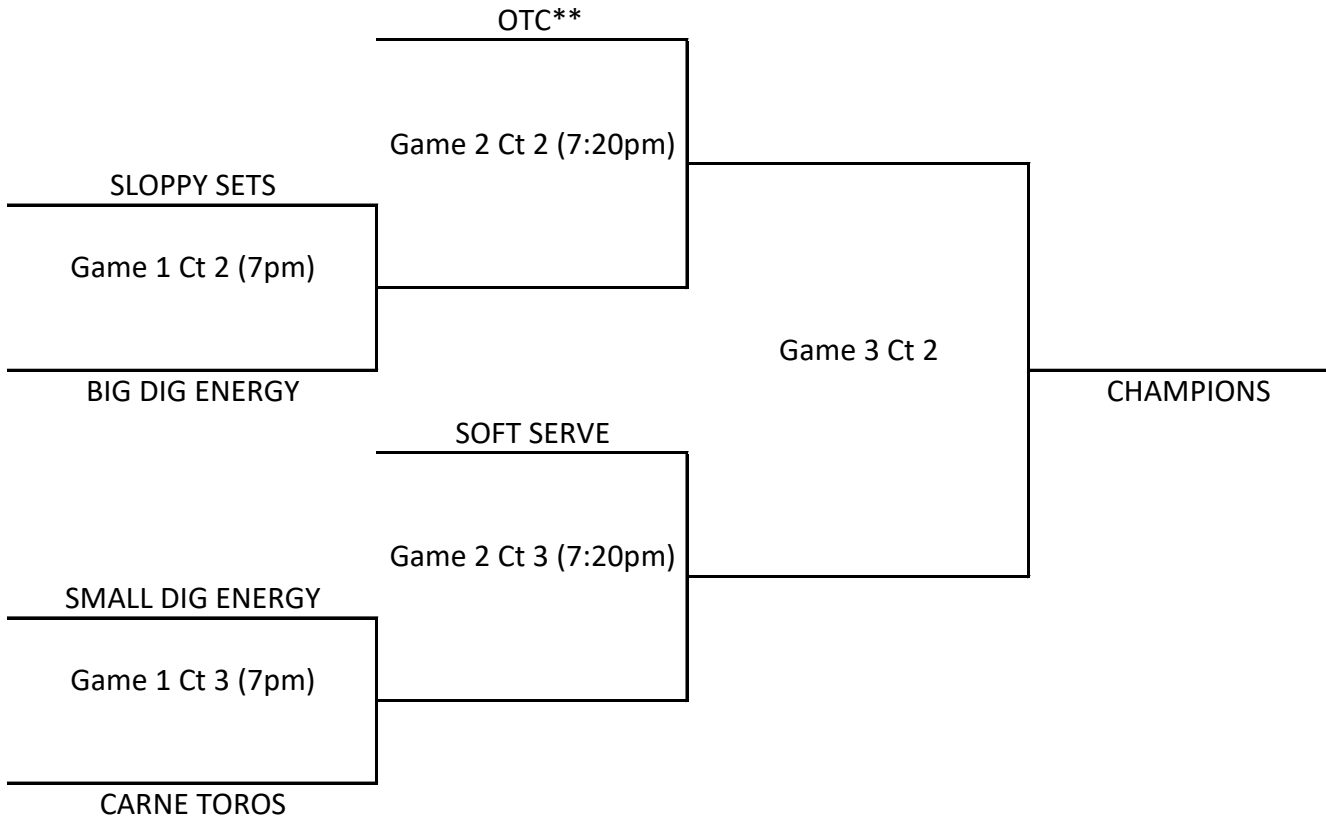 OTC**
Game 2 Ct 2 (7:20pm)
SLOPPY SETS
Game 1 Ct 2 (7pm)
Game 3 Ct 2
BIG DIG ENERGY
CHAMPIONS
SOFT SERVE
Game 2 Ct 3 (7:20pm)
SMALL DIG ENERGY
Game 1 Ct 3 (7pm)
CARNE TOROS